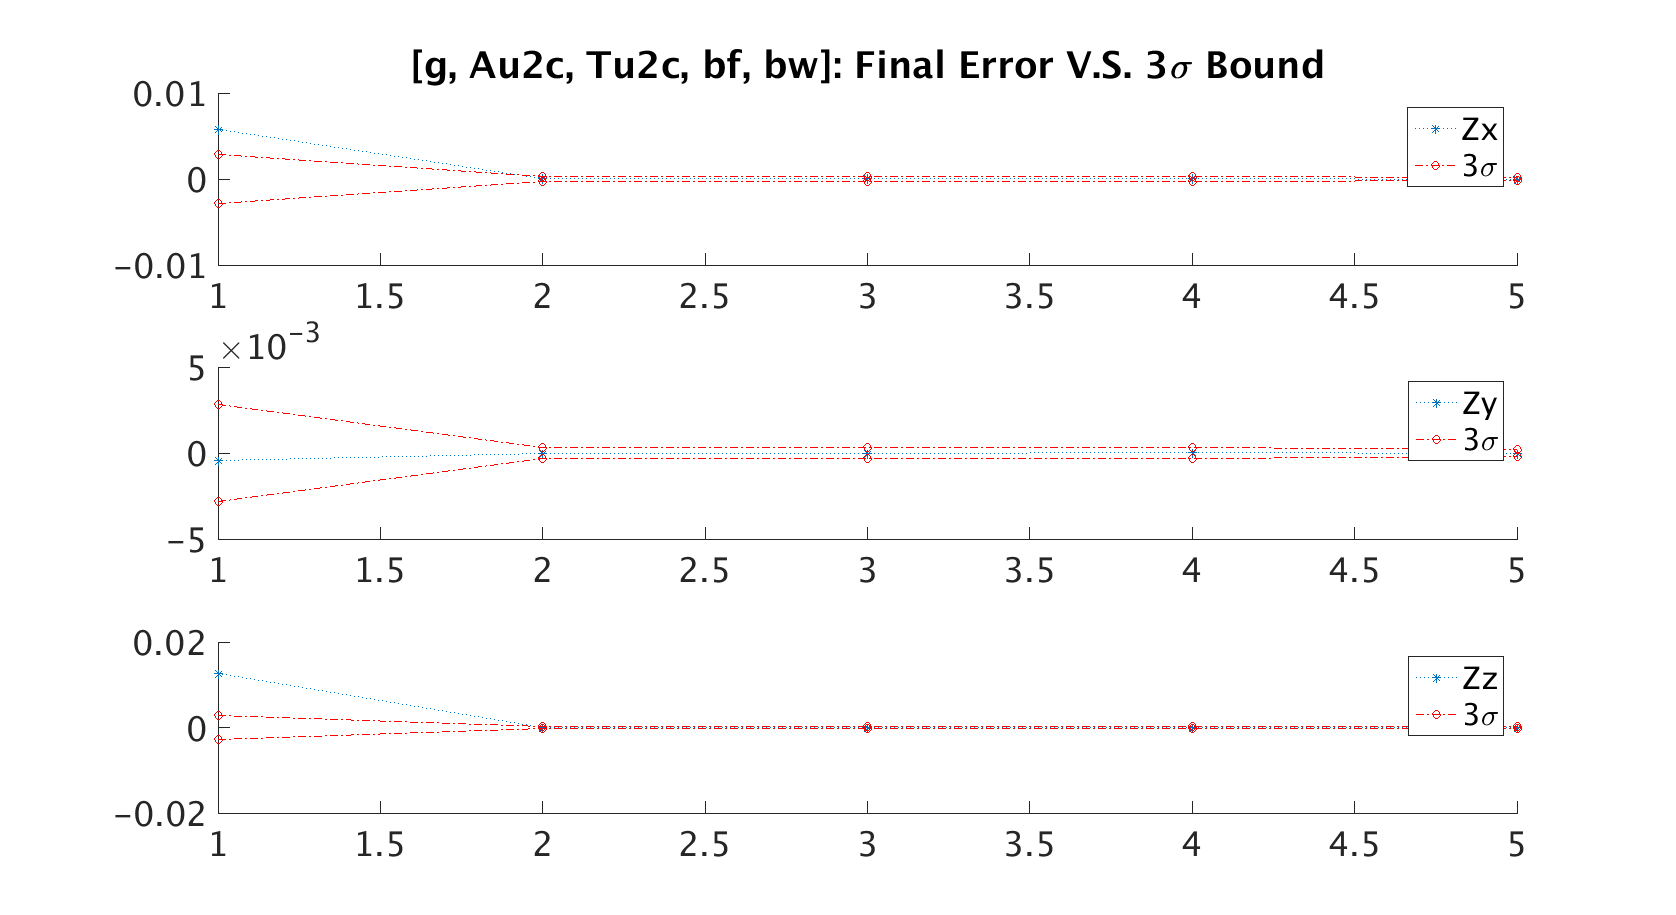 [g, Au2c, Tu2c, bf, bw]: Final Error V.S. 3σ Bound
0.01
0
-0.01
1 1.5 2 2.5 3 3.5 4 4.5 5
Zx
3σ
×10⁻³
5
0
-5
1 1.5 2 2.5 3 3.5 4 4.5 5
Zy
3σ
0.02
0
-0.02
1 1.5 2 2.5 3 3.5 4 4.5 5
Zz
3σ